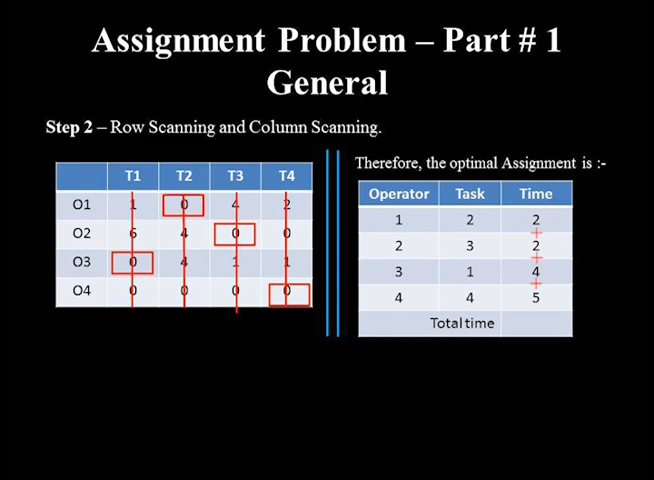 Assignment Problem – Part # 1
General
Step 2 – Row Scanning and Column Scanning.
T1 T2 T3 T4
O1 1 0 4 2
O2 6 4 0 0
O3 0 4 1 1
O4 0 0 0 0
Therefore, the optimal Assignment is :-
Operator Task Time
1 2 2
+
2 3 2
+
3 1 4
+
4 4 5
Total time